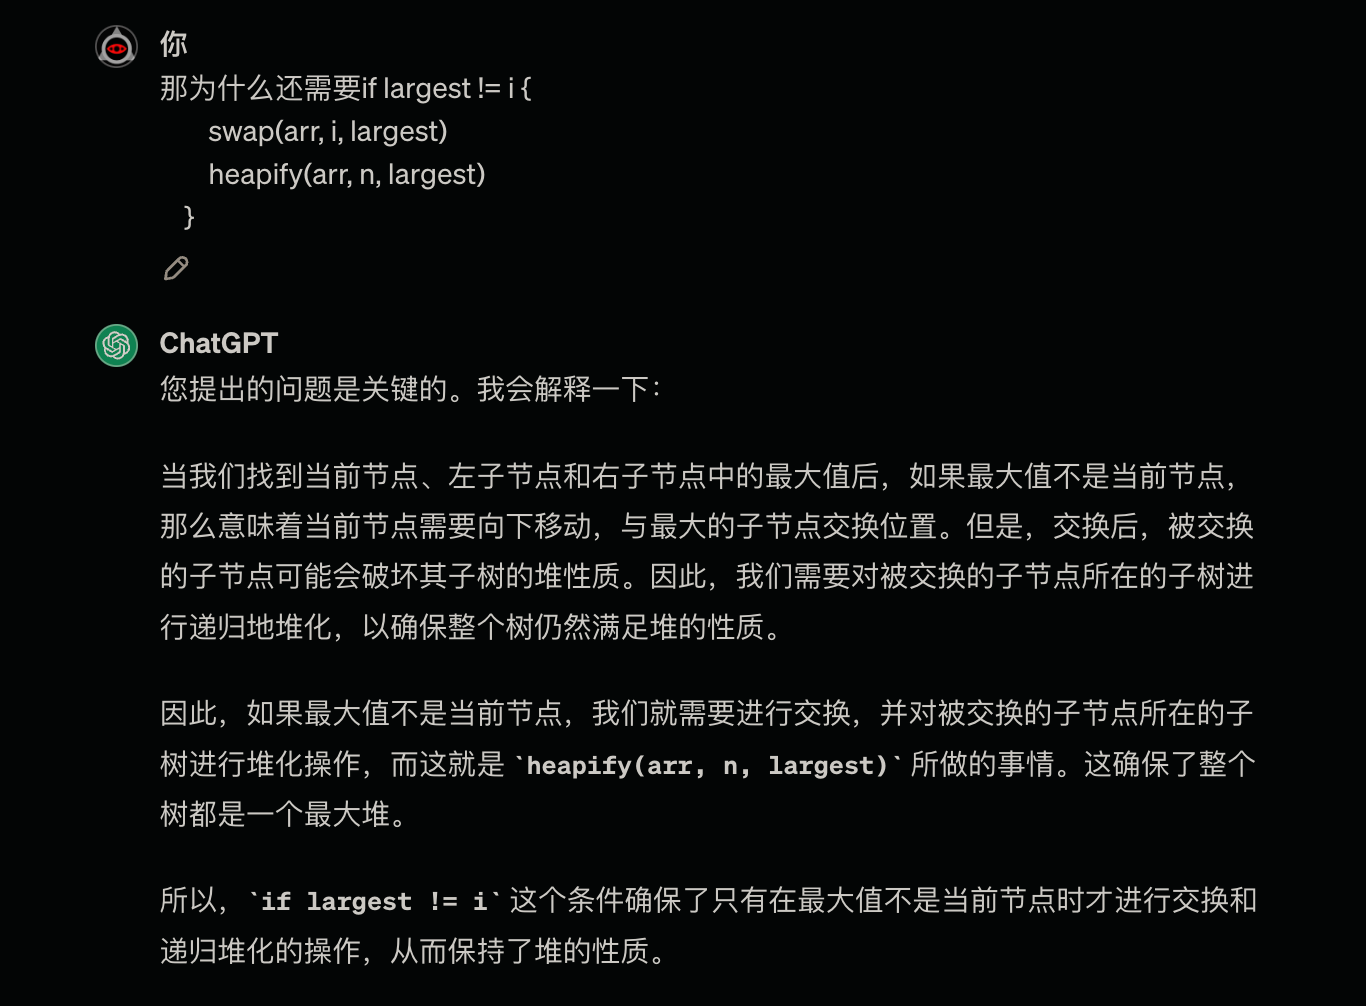 你
那为什么还需要if largest != i {
swap(arr, i, largest)
heapify(arr, n, largest)
}
ChatGPT
您提出的问题是关键的。我会解释一下：
当我们找到当前节点、左子节点和右子节点中的最大值后，如果最大值不是当前节点，
那么意味着当前节点需要向下移动，与最大的子节点交换位置。但是，交换后，被交换
的子节点可能会破坏其子树的堆性质。因此，我们需要对被交换的子节点所在的子树进
行递归地堆化，以确保整个树仍然满足堆的性质。
因此，如果最大值不是当前节点，我们就需要进行交换，并对被交换的子节点所在的子
树进行堆化操作，而这就是 `heapify(arr, n, largest)` 所做的事情。这确保了整个
树都是一个最大堆。
所以， `if largest != i` 这个条件确保了只有在最大值不是当前节点时才进行交换和
递归堆化的操作，从而保持了堆的性质。